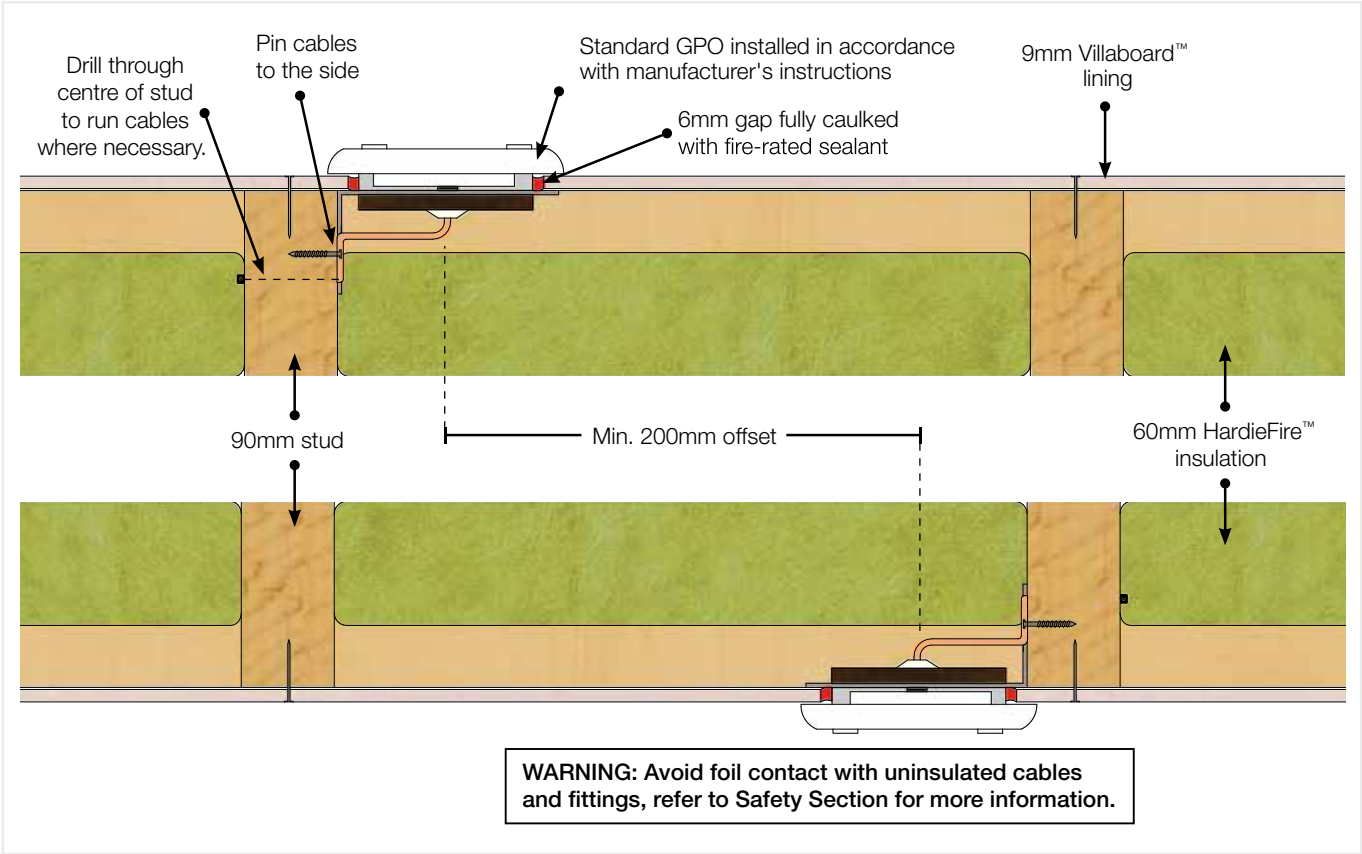 Drill through
centre of stud
to run cables
where necessary.
Pin cables
to the side
Standard GPO installed in accordance
with manufacturer's instructions
6mm gap fully caulked
with fire-rated sealant
9mm Villaboard™
lining
90mm stud
Min. 200mm offset
60mm HardieFire™
insulation
WARNING: Avoid foil contact with uninsulated cables
and fittings, refer to Safety Section for more information.